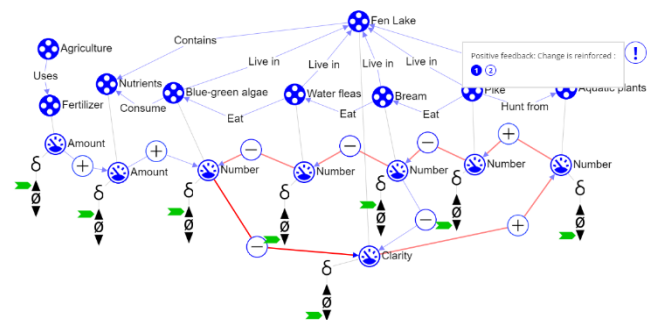 Fen Lake
Agriculture
Contains
Positive feedback: Change is reinforced :
1 2
!
Uses
Nutrients
Live in
Live in
Live in
Live in
Blue-green algae
Water fleas
Bream
Pike
Aquatic plants
Fertilizer
Consume
Eat
Eat
Eat
Hunt from
Amount
+
+
−
−
−
+
Amount
Number
Number
Number
Number
Number
δ
δ
δ
δ
δ
δ
δ
Ø
Ø
Ø
Ø
Ø
Ø
Ø
−
−
+
Clarity
δ
Ø